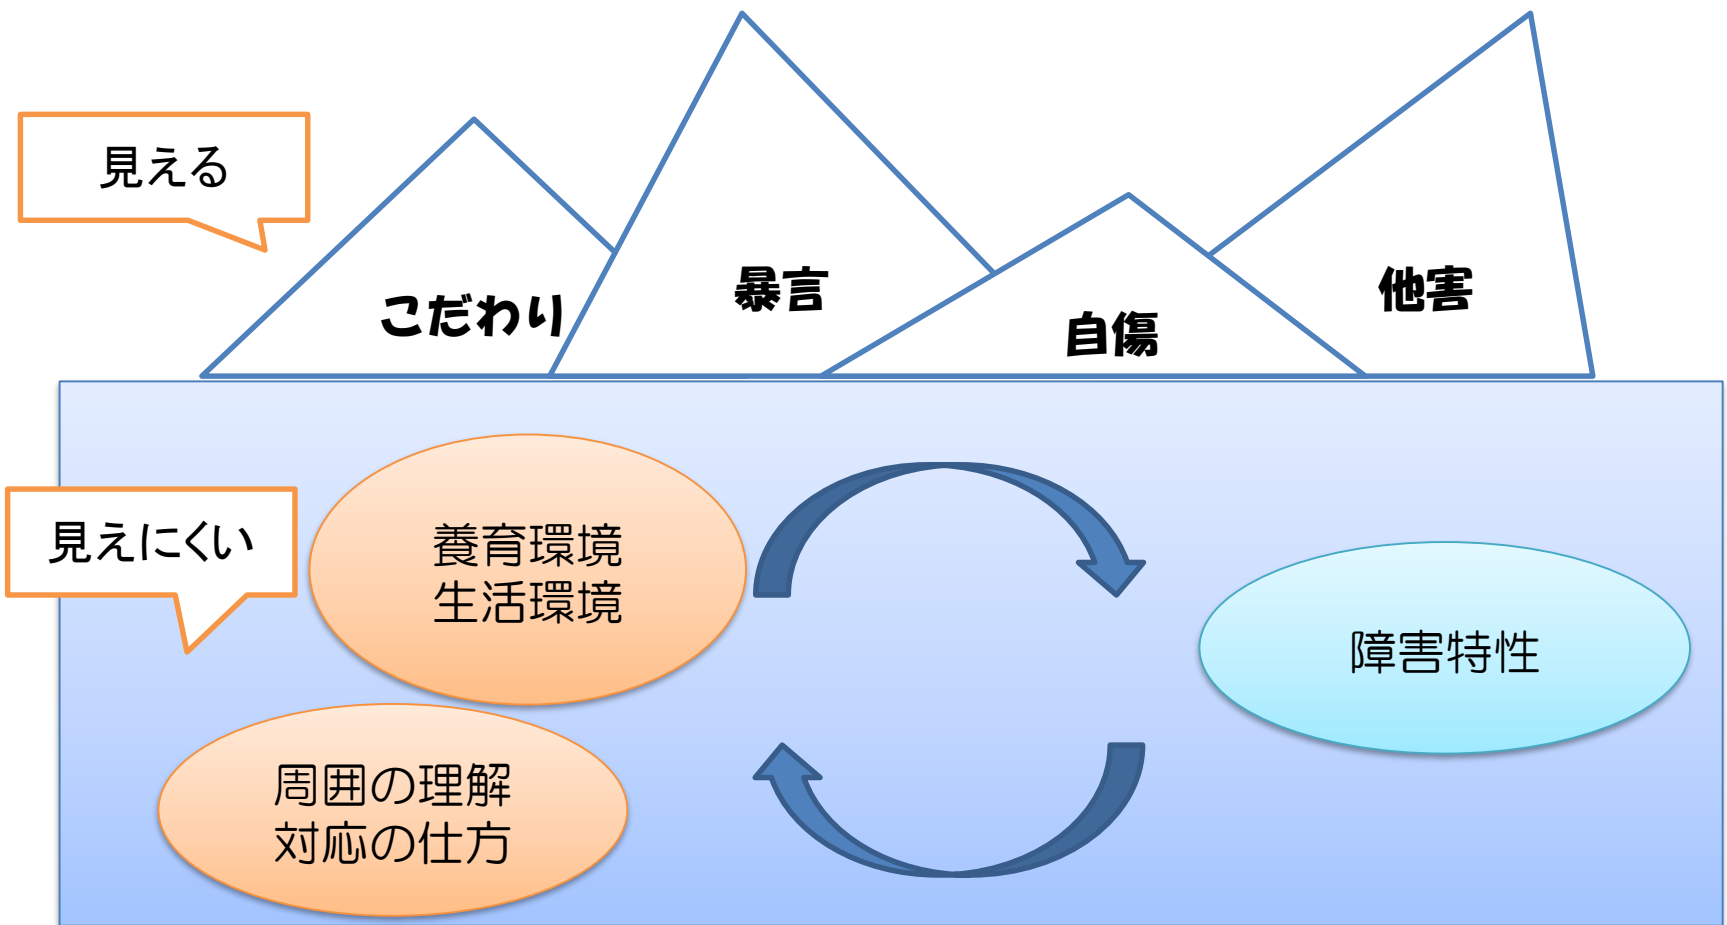 見える
こだわり
暴言
自傷
他害
見えにくい
養育環境
生活環境
障害特性
周囲の理解
対応の仕方